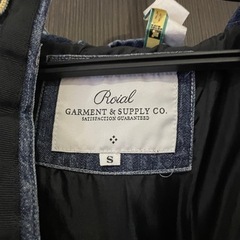 Roial
GARMENT & SUPPLY CO.
SATISFACTION GUARANTEED
S